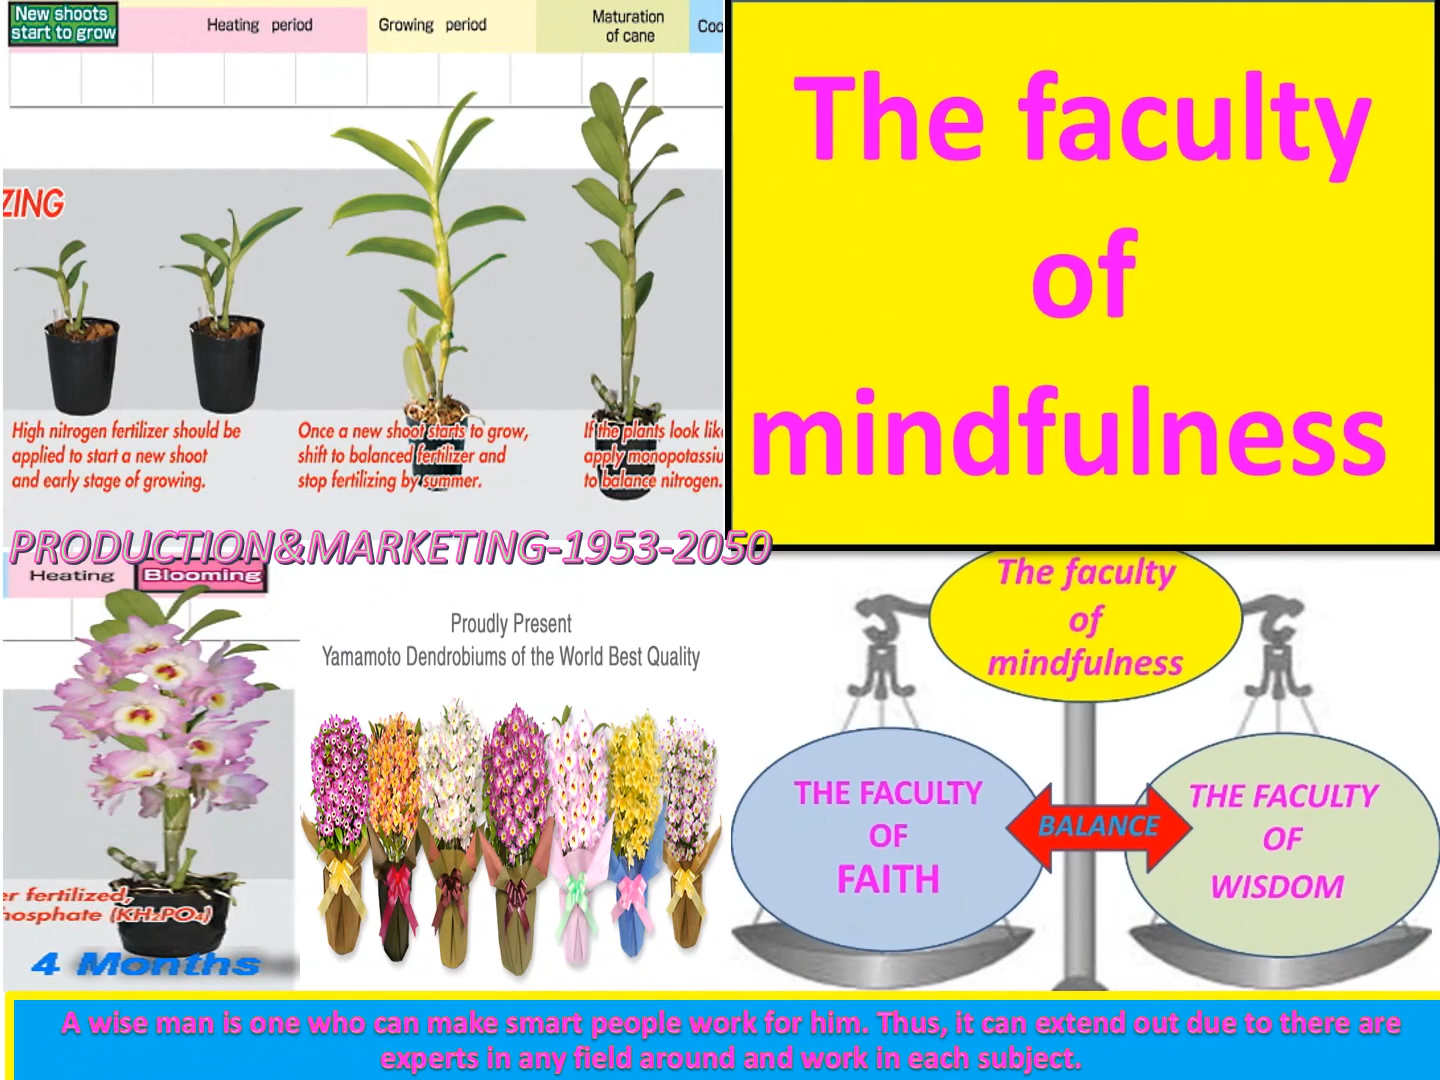 New shoots
start to grow
Heating period
Growing period
Maturation
of cane
ZING
High nitrogen fertilizer should be
applied to start a new shoot
and early stage of growing.
Once a new shoot starts to grow,
shift to balanced fertilizer and
stop fertilizing by summer.
If the plants look
apply
to balance nitrogen.
The faculty
of
mindfulness
PRODUCTION&MARKETING-1953-2050
Heating
Blooming
fertilized,
(KH₂PO₄)
4 Months
Proudly Present
Yamamoto Dendrobiums of the World Best Quality
The faculty
of
mindfulness
THE FACULTY
OF
FAITH
BALANCE
THE FACULTY
OF
WISDOM
A wise man is one who can make smart people work for him. Thus, it can extend out due to there are
experts in any field around and work in each subject.